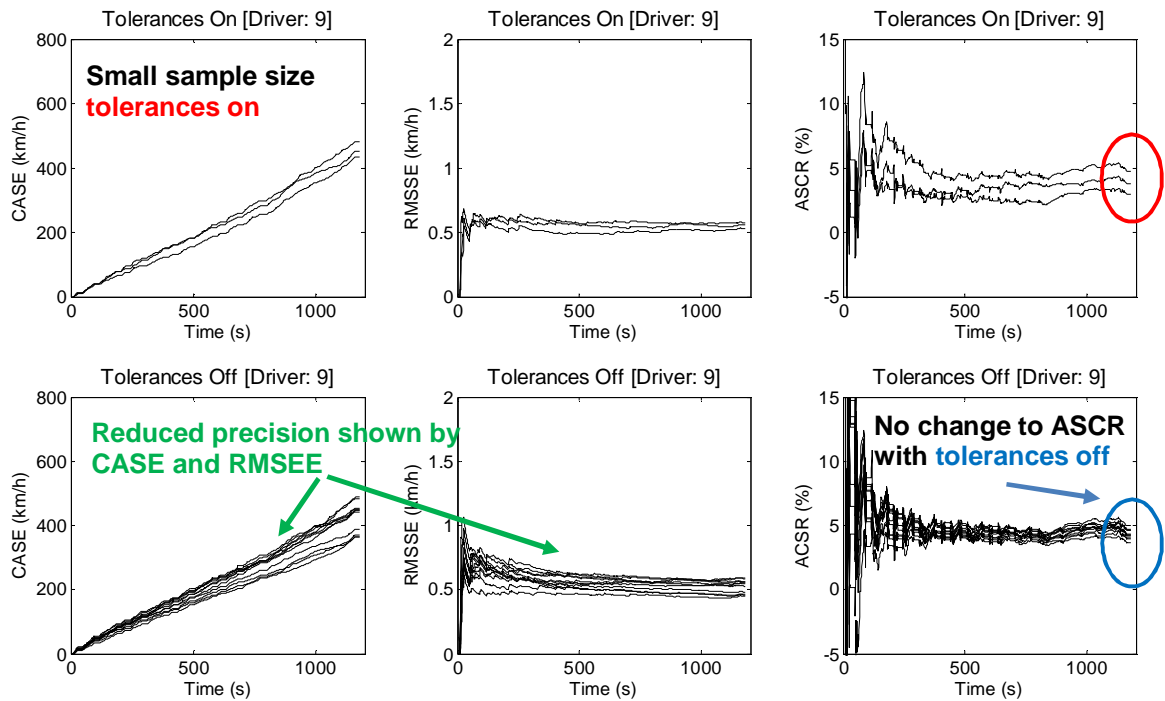 Tolerances On [Driver: 9]
800
600
400
200
0
CASE (km/h)
Small sample size
tolerances on
0
500
1000
Time (s)
Tolerances On [Driver: 9]
2
1.5
1
0.5
0
RMSSE (km/h)
0
500
1000
Time (s)
Tolerances On [Driver: 9]
15
10
5
0
-5
ASCR (%)
0
500
1000
Time (s)
Tolerances Off [Driver: 9]
800
600
400
200
0
CASE (km/h)
Reduced precision shown by
CASE and RMSEE
0
500
1000
Time (s)
Tolerances Off [Driver: 9]
2
1.5
1
0.5
0
RMSSE (km/h)
0
500
1000
Time (s)
Tolerances Off [Driver: 9]
15
10
5
0
-5
ACSR (%)
No change to ASCR
with tolerances off
0
500
1000
Time (s)